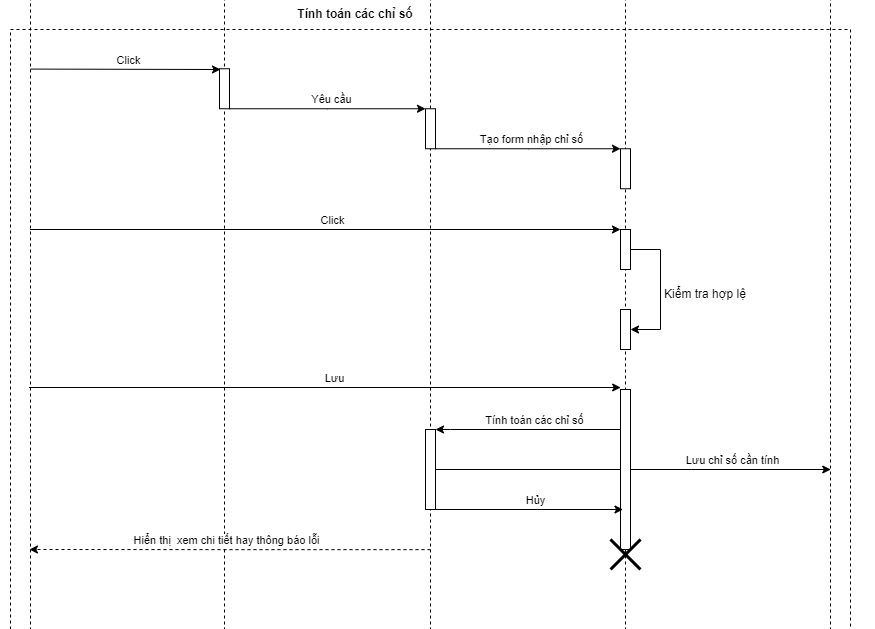 Tính toán các chỉ số
Click
Yêu cầu
Tạo form nhập chỉ số
Click
Kiểm tra hợp lệ
Lưu
Tính toán các chỉ số
Lưu chỉ số cần tính
Hủy
Hiển thị xem chi tiết hay thông báo lỗi